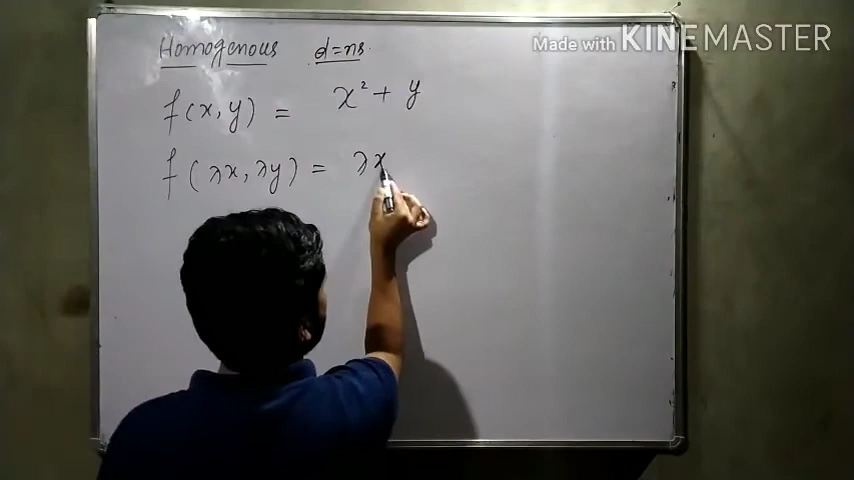 Made with KINEMASTER
Homogenous d=ns.
f(x,y) = x² + y
f(λx, λy) = λx